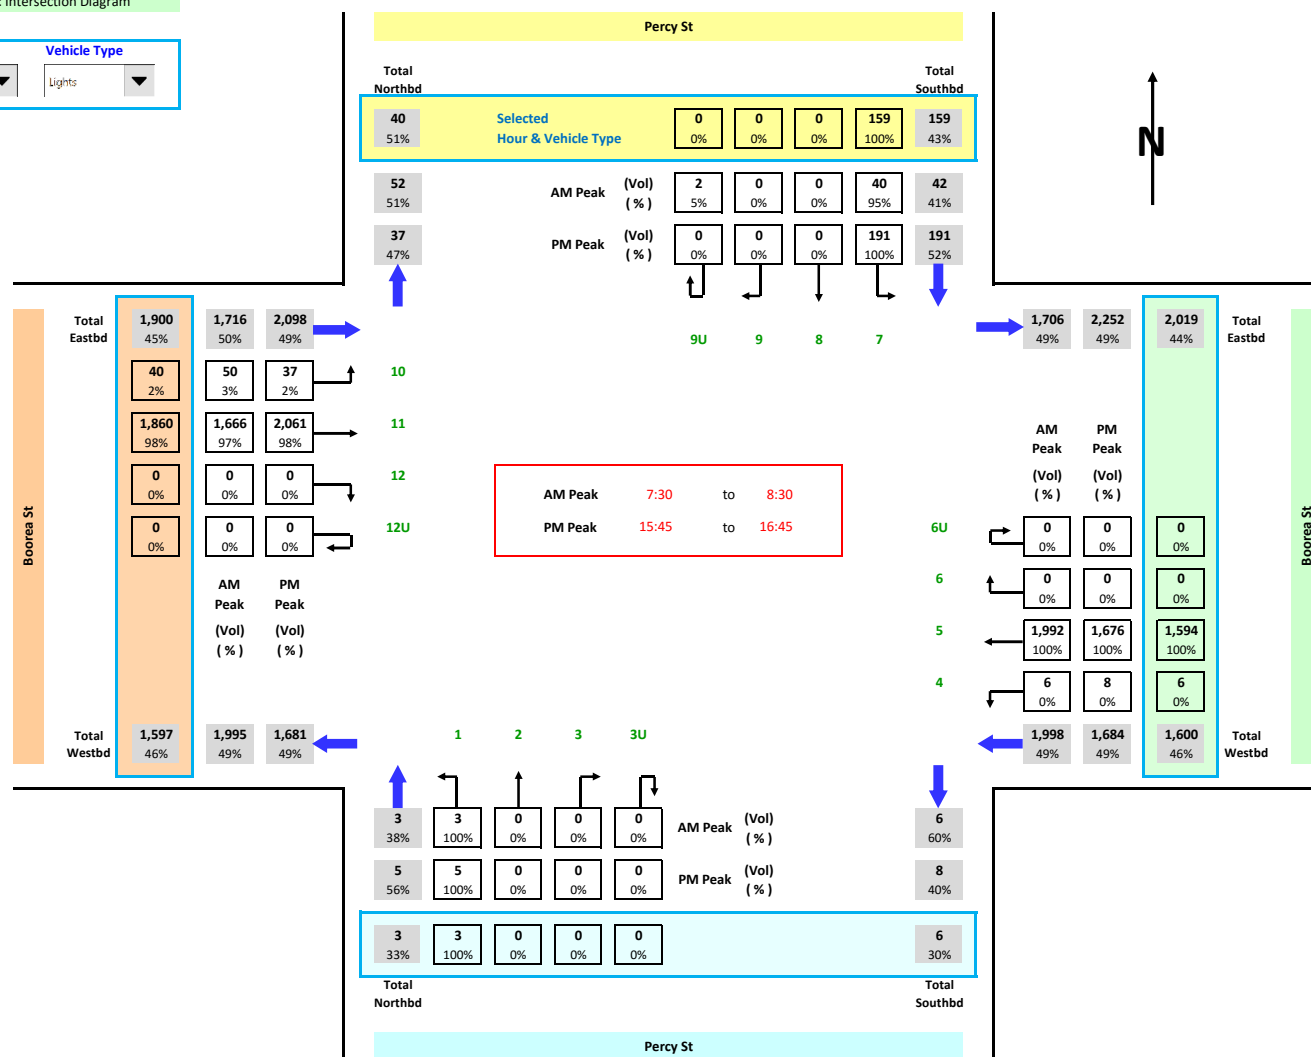 : Intersection Diagram
Vehicle Type
Lights
Percy St
Total Northbd
Total Southbd
40 51%
Selected Hour & Vehicle Type
0 0%
0 0%
0 0%
159 100%
159 43%
52 51%
AM Peak (Vol) ( % )
2 5%
0 0%
0 0%
40 95%
42 41%
37 47%
PM Peak (Vol) ( % )
0 0%
0 0%
0 0%
191 100%
191 52%
N
9U 9 8 7
Boorea St
Total Eastbd
1,900 45%
1,716 50%
2,098 49%
40 2%
50 3%
37 2%
10
1,860 98%
1,666 97%
2,061 98%
11
0 0%
0 0%
0 0%
12
0 0%
0 0%
0 0%
12U
AM Peak (Vol) ( % )
PM Peak (Vol) ( % )
Total Westbd
1,597 46%
1,995 49%
1,681 49%
AM Peak 7:30 to 8:30
PM Peak 15:45 to 16:45
1,706 49%
2,252 49%
2,019 44%
Total Eastbd
AM Peak (Vol) ( % )
PM Peak (Vol) ( % )
6U
0 0%
0 0%
0 0%
6
0 0%
0 0%
0 0%
5
1,992 100%
1,676 100%
1,594 100%
4
6 0%
8 0%
6 0%
1,998 49%
1,684 49%
1,600 46%
Total Westbd
Boorea St
1 2 3 3U
3 38%
3 100%
0 0%
0 0%
0 0%
AM Peak (Vol) ( % )
6 60%
5 56%
5 100%
0 0%
0 0%
0 0%
PM Peak (Vol) ( % )
8 40%
3 33%
3 100%
0 0%
0 0%
0 0%
6 30%
Total Northbd
Total Southbd
Percy St